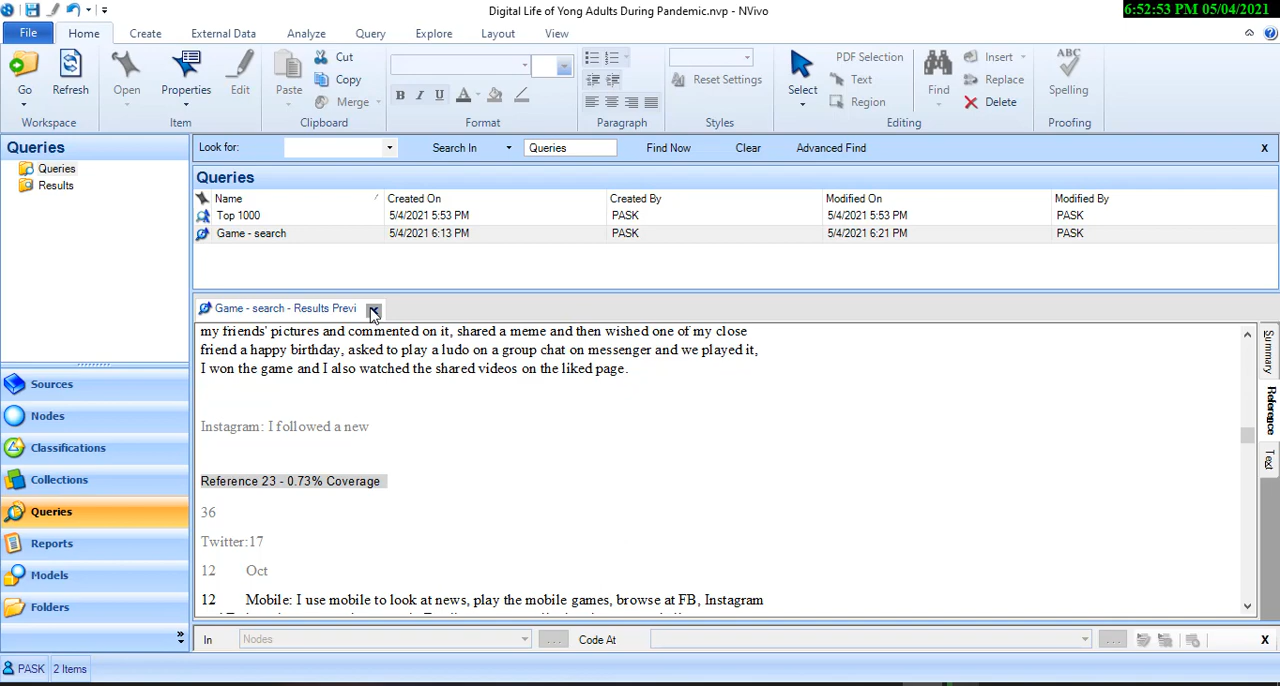 Digital Life of Yong Adults During Pandemic.nvp - NVivo
6:52:53 PM 05/04/2021
File Home Create External Data Analyze Query Explore Layout View
Go Refresh Open Properties Edit Paste
Cut
Copy
Merge
B I U A
Reset Settings
Select
PDF Selection
Text
Region
Find
Insert
Replace
Delete
ABC
Spelling
Workspace Item Clipboard Format Paragraph Styles Editing Proofing
Queries
Queries
Results
Look for: Search In Queries Find Now Clear Advanced Find X
Queries
Name Created On Created By Modified On Modified By
Top 1000 5/4/2021 5:53 PM PASK 5/4/2021 5:53 PM PASK
Game - search 5/4/2021 6:13 PM PASK 5/4/2021 6:21 PM PASK
Game - search - Results Previ
my friends' pictures and commented on it, shared a meme and then wished one of my close
friend a happy birthday, asked to play a ludo on a group chat on messenger and we played it,
I won the game and I also watched the shared videos on the liked page.
Instagram: I followed a new
Reference 23 - 0.73% Coverage
36
Twitter:17
12 Oct
12 Mobile: I use mobile to look at news, play the mobile games, browse at FB, Instagram
Summary
Reference
Text
Sources
Nodes
Classifications
Collections
Queries
Reports
Models
Folders
In Nodes ... Code At ... X
PASK 2 Items